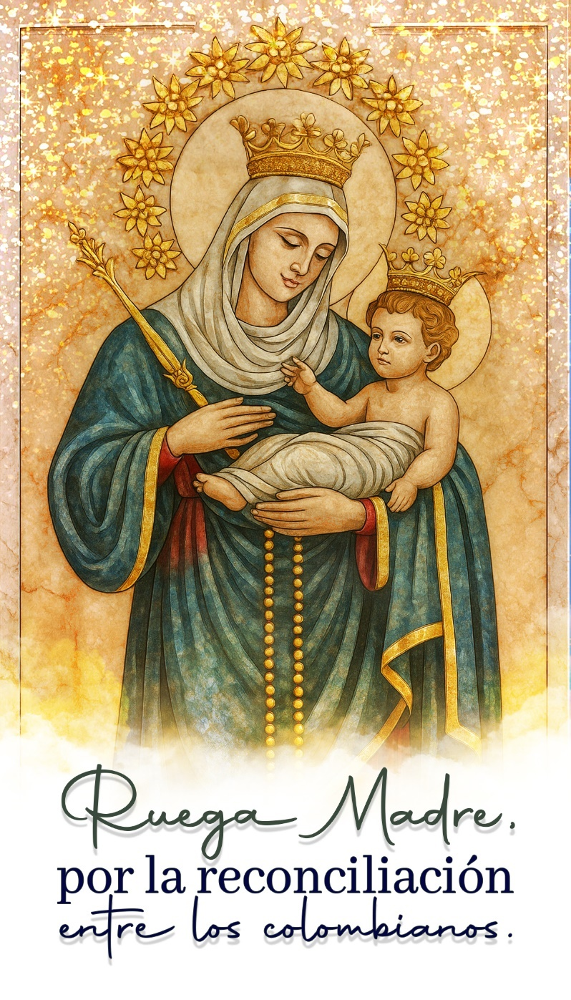 Ruega Madre,
por la reconciliación
entre los colombianos.